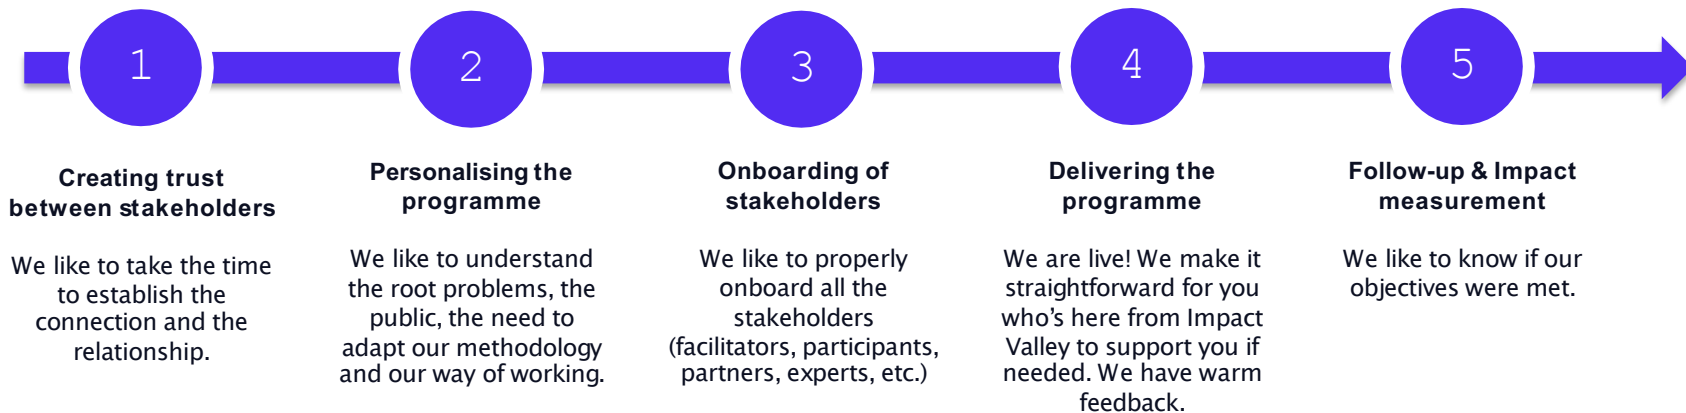 1
Creating trust
between stakeholders
We like to take the time
to establish the
connection and the
relationship.
2
Personalising the
programme
We like to understand
the root problems, the
public, the need to
adapt our methodology
and our way of working.
3
Onboarding of
stakeholders
We like to properly
onboard all the
stakeholders
(facilitators, participants,
partners, experts, etc.)
4
Delivering the
programme
We are live! We make it
straightforward for you
who’s here from Impact
Valley to support you if
needed. We have warm
feedback.
5
Follow-up & Impact
measurement
We like to know if our
objectives were met.